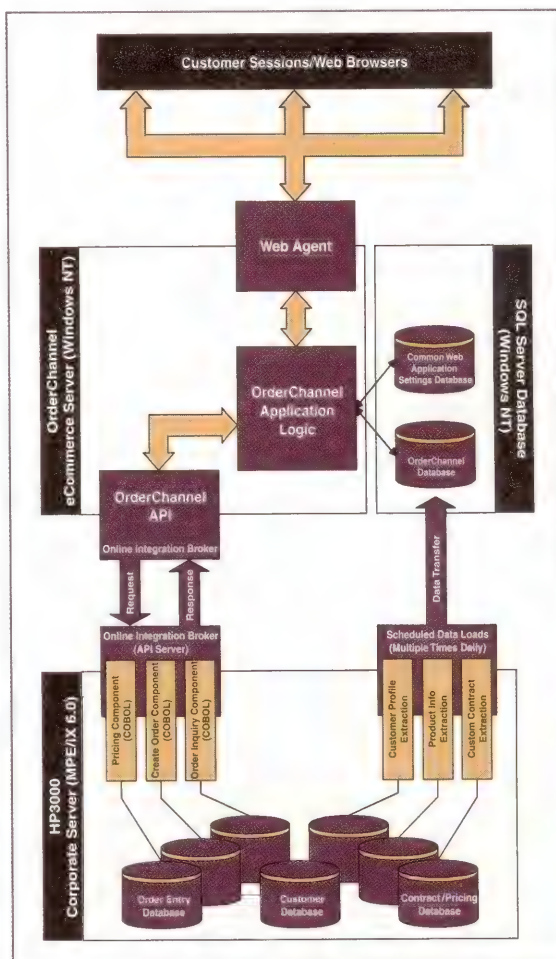 Customer Sessions/Web Browsers
Web Agent
OrderChannel
eCommerce Server (Windows NT)
SQL Server Database
(Windows NT)
Common Web
Application
Settings Database
OrderChannel
Application
Logic
OrderChannel
Database
OrderChannel
API
Online Integration Broker
Request
Response
Data Transfer
Online Integration Broker
(API Server)
Scheduled Data Loads
(Multiple Times Daily)
Pricing Component
(COBOL)
Create Order Component
(COBOL)
Order Inquiry Component
(COBOL)
Customer Profile
Extraction
Product Info
Extraction
Custom Contract
Extraction
HP3000
Corporate Server (MPE/IX 6.0)
Order Entry
Database
Customer
Database
Contract/Pricing
Database